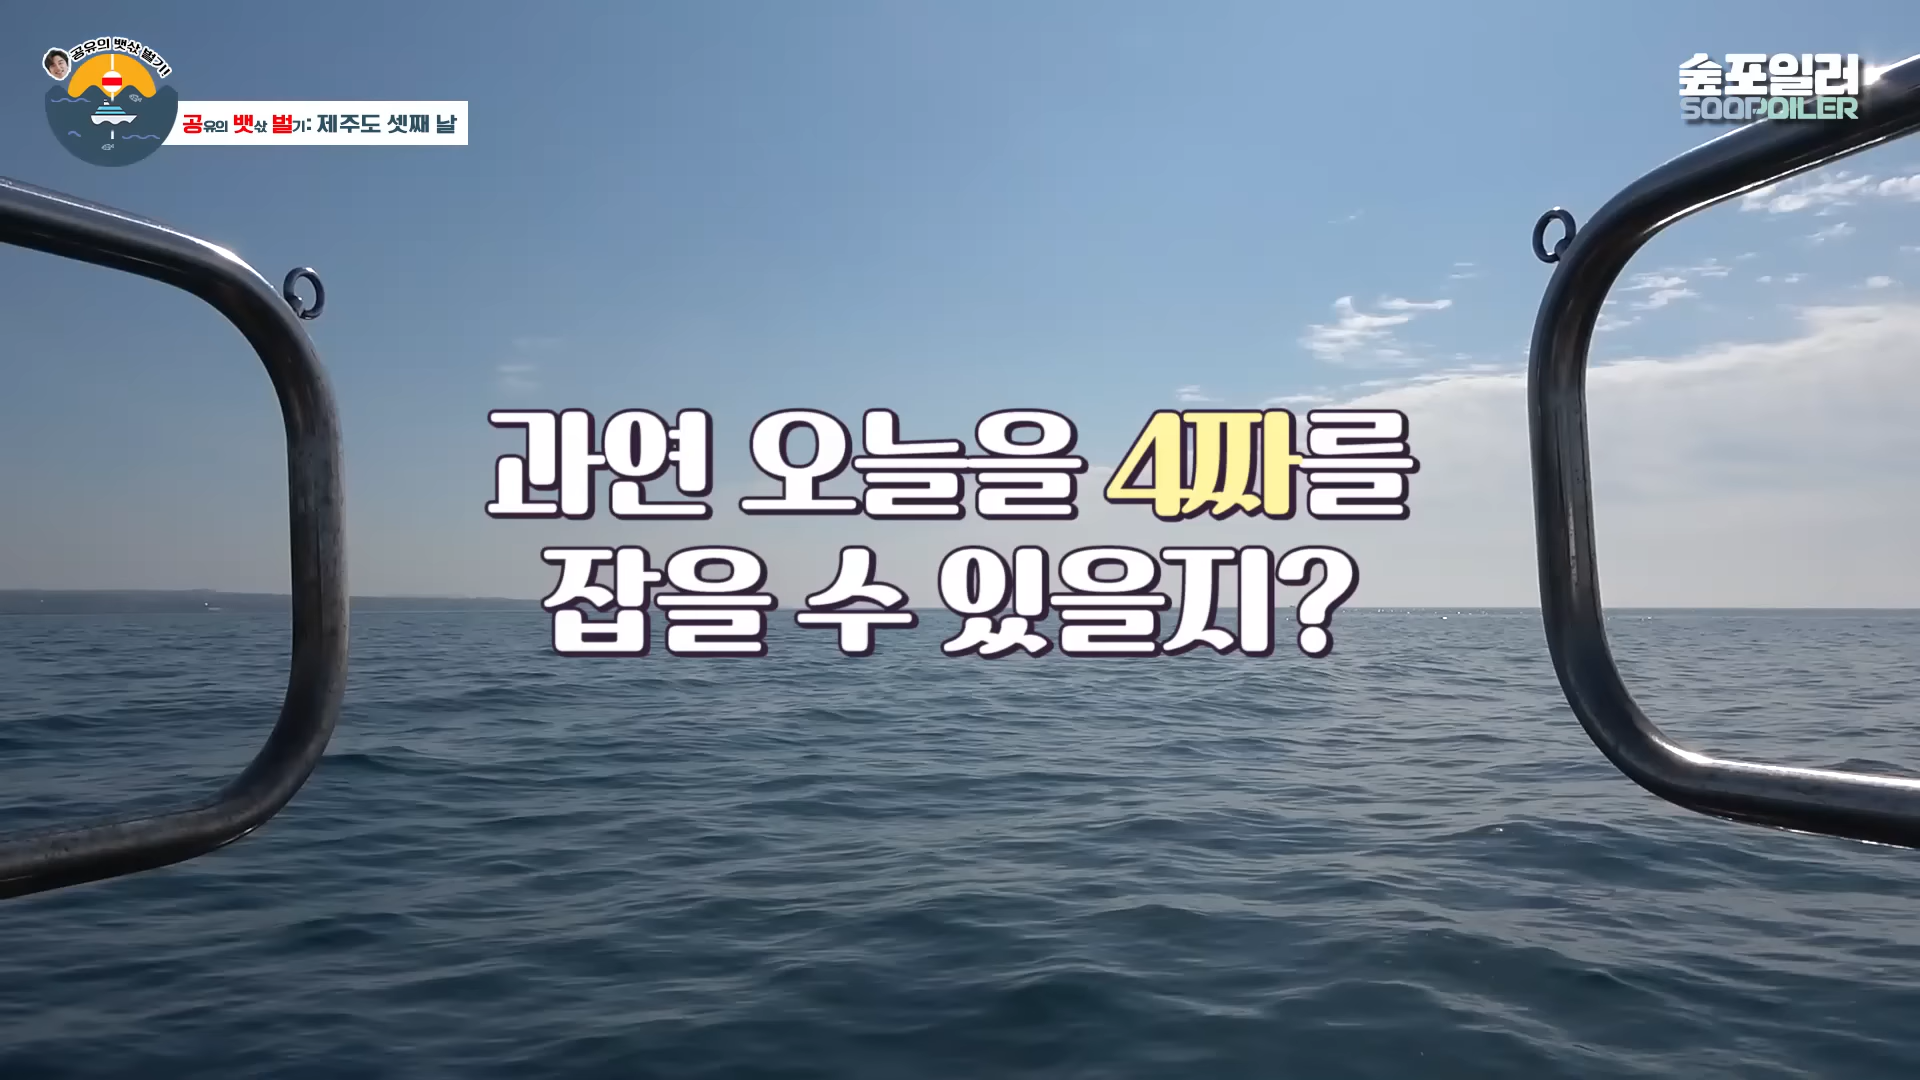 공유의 뱃삯 벌기!
공유의 뱃삯 벌기: 제주도 셋째 날
숲포일러
SOOPOILER
과연 오늘을 4짜를
잡을 수 있을지?